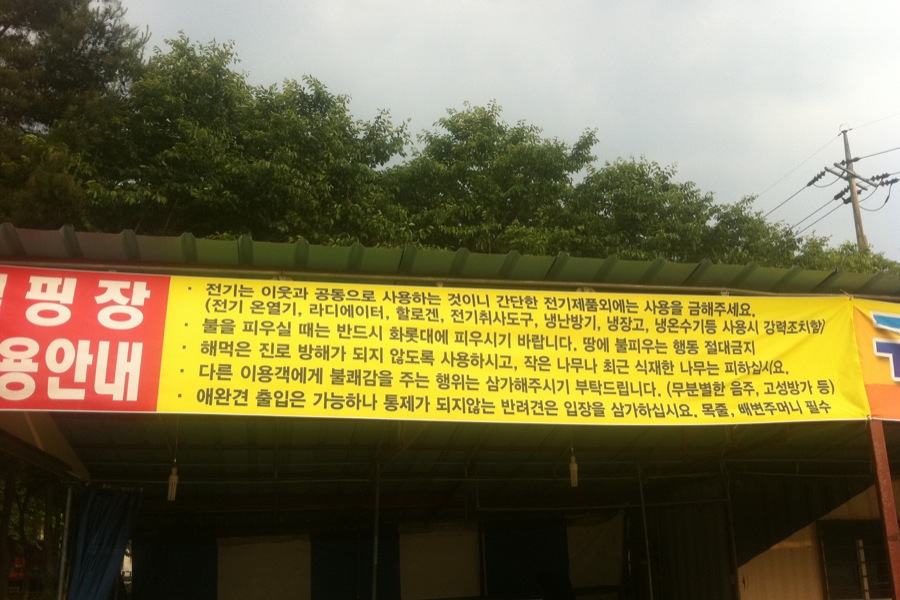 핑장
용안내
· 전기는 이웃과 공동으로 사용하는 것이니 간단한 전기제품외에는 사용을 금해주세요.
(전기 온열기, 라디에이터, 할로겐, 전기취사도구, 냉난방기, 냉장고, 냉온수기등 사용시 강력조치함)
· 불을 피우실 때는 반드시 화롯대에 피우시기 바랍니다. 땅에 불피우는 행동 절대금지
· 해먹은 진로 방해가 되지 않도록 사용하시고, 작은 나무나 최근 식재한 나무는 피하십시요.
· 다른 이용객에게 불쾌감을 주는 행위는 삼가해주시기 부탁드립니다. (무분별한 음주, 고성방가 등)
· 애완견 출입은 가능하나 통제가 되지않는 반려견은 입장을 삼가하십시요. 목줄, 배변주머니 필수